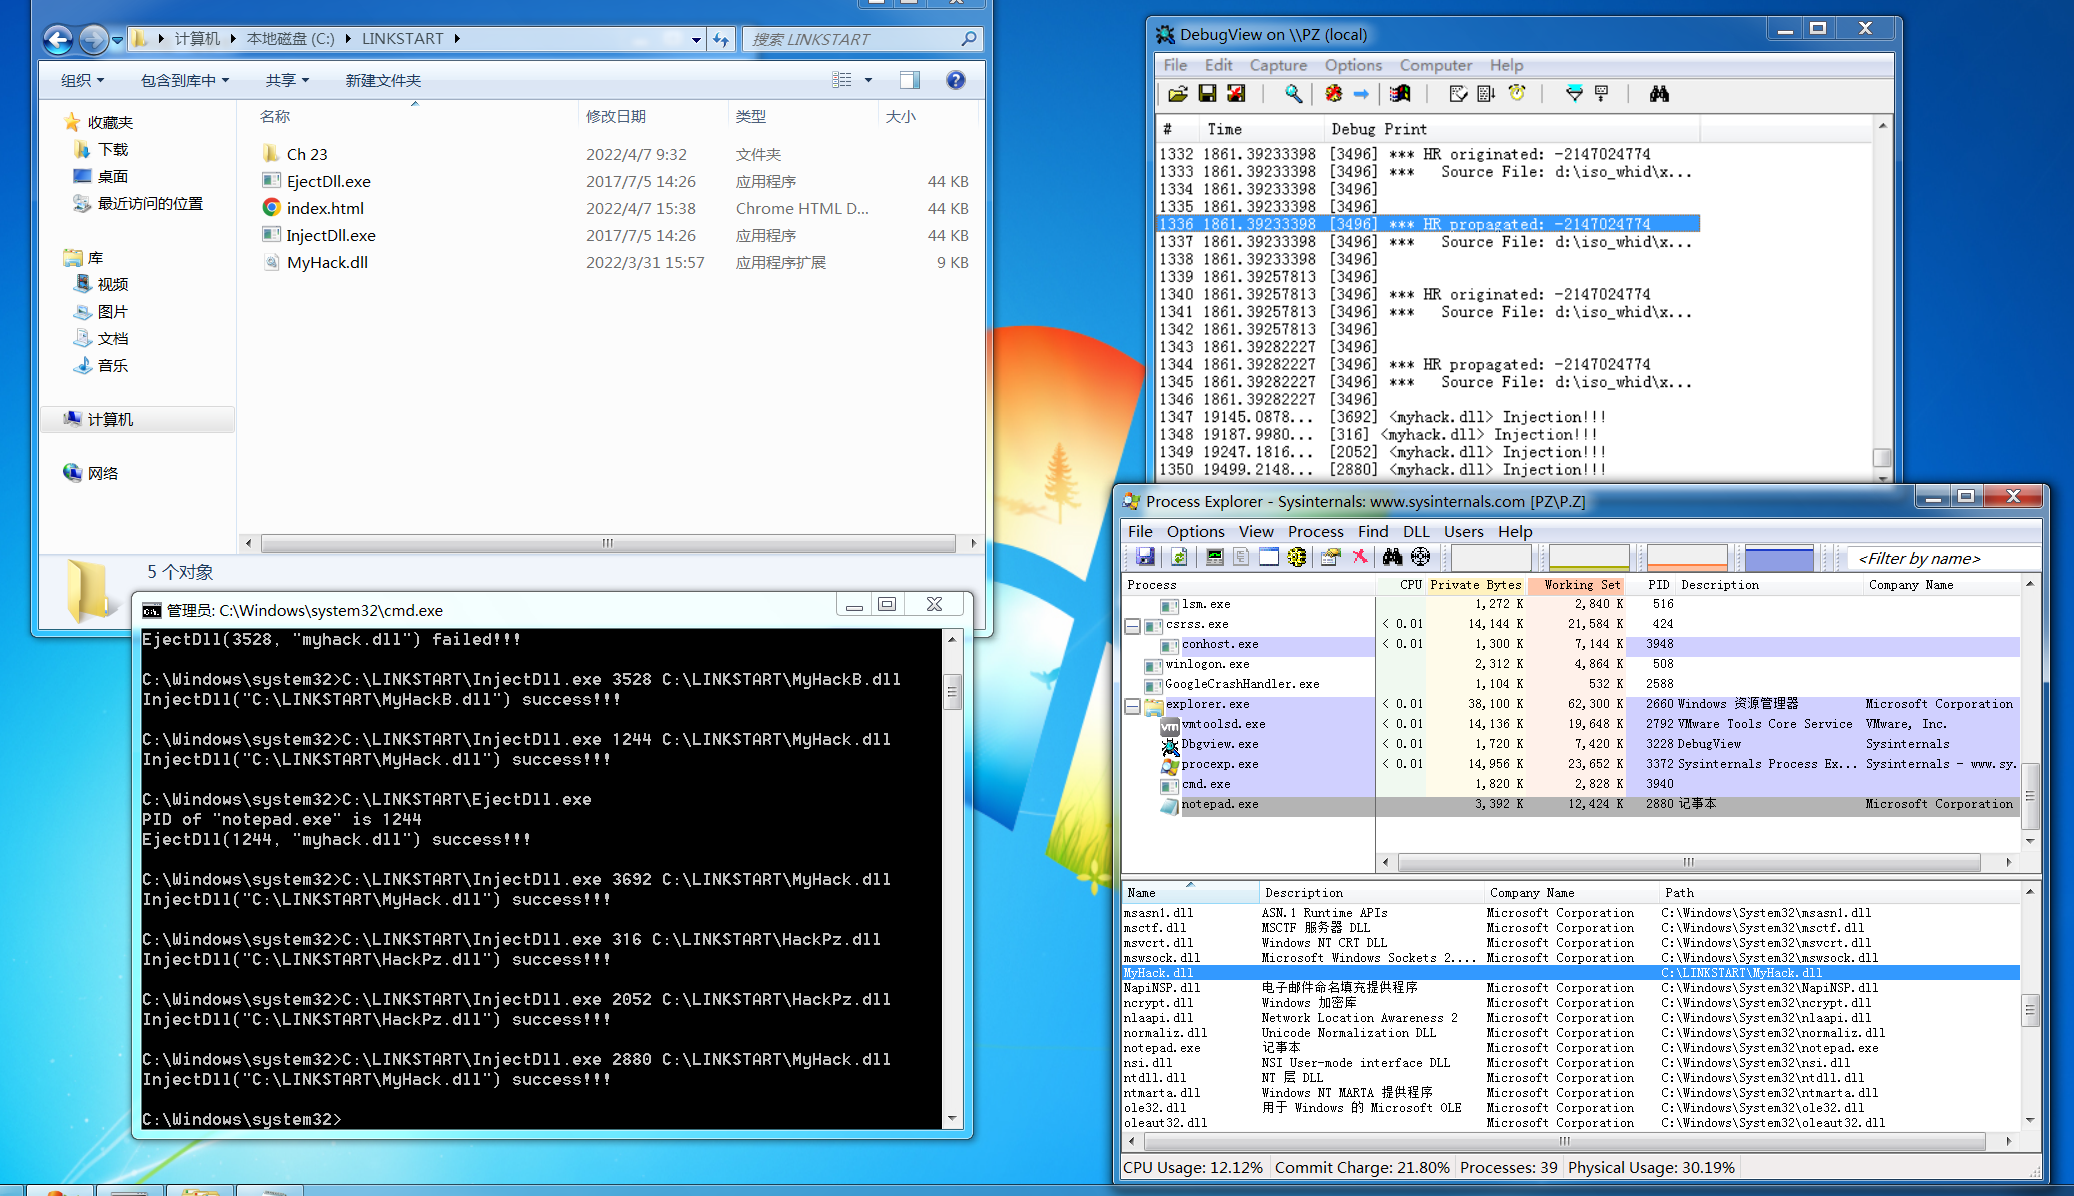 计算机 本地磁盘 (C:) LINKSTART
搜索 LINKSTART
组织 包含到库中 共享 新建文件夹
名称 修改日期 类型 大小
Ch 23 2022/4/7 9:32 文件夹
EjectDll.exe 2017/7/5 14:26 应用程序 44 KB
index.html 2022/4/7 15:38 Chrome HTML D... 44 KB
InjectDll.exe 2017/7/5 14:26 应用程序 44 KB
MyHack.dll 2022/3/31 15:57 应用程序扩展 9 KB
收藏夹
下载
桌面
最近访问的位置
库
视频
图片
文档
音乐
计算机
网络
5 个对象
管理员: C:\Windows\system32\cmd.exe
EjectDll(3528, "myhack.dll") failed!!!
C:\Windows\system32>C:\LINKSTART\InjectDll.exe 3528 C:\LINKSTART\MyHackB.dll
InjectDll("C:\LINKSTART\MyHackB.dll") success!!!
C:\Windows\system32>C:\LINKSTART\InjectDll.exe 1244 C:\LINKSTART\MyHack.dll
InjectDll("C:\LINKSTART\MyHack.dll") success!!!
C:\Windows\system32>C:\LINKSTART\EjectDll.exe
PID of "notepad.exe" is 1244
EjectDll(1244, "myhack.dll") success!!!
C:\Windows\system32>C:\LINKSTART\InjectDll.exe 3692 C:\LINKSTART\MyHack.dll
InjectDll("C:\LINKSTART\MyHack.dll") success!!!
C:\Windows\system32>C:\LINKSTART\InjectDll.exe 316 C:\LINKSTART\HackPz.dll
InjectDll("C:\LINKSTART\HackPz.dll") success!!!
C:\Windows\system32>C:\LINKSTART\InjectDll.exe 2052 C:\LINKSTART\HackPz.dll
InjectDll("C:\LINKSTART\HackPz.dll") success!!!
C:\Windows\system32>C:\LINKSTART\InjectDll.exe 2880 C:\LINKSTART\MyHack.dll
InjectDll("C:\LINKSTART\MyHack.dll") success!!!
C:\Windows\system32>
DebugView on \\PZ (local)
File Edit Capture Options Computer Help
# Time Debug Print
1332 1861.39233398 [3496] *** HR originated: -2147024774
1333 1861.39233398 [3496] *** Source File: d:\iso_whid\x...
1334 1861.39233398 [3496]
1335 1861.39233398 [3496]
1336 1861.39233398 [3496] *** HR propagated: -2147024774
1337 1861.39233398 [3496] *** Source File: d:\iso_whid\x...
1338 1861.39233398 [3496]
1339 1861.39257813 [3496]
1340 1861.39257813 [3496] *** HR originated: -2147024774
1341 1861.39257813 [3496] *** Source File: d:\iso_whid\x...
1342 1861.39257813 [3496]
1343 1861.39282227 [3496]
1344 1861.39282227 [3496] *** HR propagated: -2147024774
1345 1861.39282227 [3496] *** Source File: d:\iso_whid\x...
1346 1861.39282227 [3496]
1347 19145.0878... [3692] <myhack.dll> Injection!!!
1348 19187.9980... [316] <myhack.dll> Injection!!!
1349 19247.1816... [2052] <myhack.dll> Injection!!!
1350 19499.2148... [2880] <myhack.dll> Injection!!!
Process Explorer - Sysinternals: www.sysinternals.com [PZ\P.Z]
File Options View Process Find DLL Users Help
<Filter by name>
Process CPU Private Bytes Working Set PID Description Company Name
lsm.exe 1,272 K 2,840 K 516
csrss.exe < 0.01 14,144 K 21,584 K 424
conhost.exe < 0.01 1,300 K 7,144 K 3948
winlogon.exe 2,312 K 4,864 K 508
GoogleCrashHandler.exe 1,104 K 532 K 2588
explorer.exe < 0.01 38,100 K 62,300 K 2660 Windows 资源管理器 Microsoft Corporation
vmtoolsd.exe < 0.01 14,136 K 19,648 K 2792 VMware Tools Core Service VMware, Inc.
Dbgview.exe < 0.01 1,720 K 7,420 K 3228 DebugView Sysinternals
procexp.exe < 0.01 14,956 K 23,652 K 3372 Sysinternals Process Ex... Sysinternals - www.sy.
cmd.exe 1,820 K 2,828 K 3940
notepad.exe 3,392 K 12,424 K 2880 记事本 Microsoft Corporation
Name Description Company Name Path
msasn1.dll ASN.1 Runtime APIs Microsoft Corporation C:\Windows\System32\msasn1.dll
msctf.dll MSCTF 服务器 DLL Microsoft Corporation C:\Windows\System32\msctf.dll
msvcrt.dll Windows NT CRT DLL Microsoft Corporation C:\Windows\System32\msvcrt.dll
mswsock.dll Microsoft Windows Sockets 2.... Microsoft Corporation C:\Windows\System32\mswsock.dll
MyHack.dll C:\LINKSTART\MyHack.dll
NapiNSP.dll 电子邮件命名填充提供程序 Microsoft Corporation C:\Windows\System32\NapiNSP.dll
ncrypt.dll Windows 加密库 Microsoft Corporation C:\Windows\System32\ncrypt.dll
nlaapi.dll Network Location Awareness 2 Microsoft Corporation C:\Windows\System32\nlaapi.dll
normaliz.dll Unicode Normalization DLL Microsoft Corporation C:\Windows\System32\normaliz.dll
notepad.exe 记事本 Microsoft Corporation C:\Windows\System32\notepad.exe
nsi.dll NSI User-mode interface DLL Microsoft Corporation C:\Windows\System32\nsi.dll
ntdll.dll NT 层 DLL Microsoft Corporation C:\Windows\System32\ntdll.dll
ntmarta.dll Windows NT MARTA 提供程序 Microsoft Corporation C:\Windows\System32\ntmarta.dll
ole32.dll 用于 Windows 的 Microsoft OLE Microsoft Corporation C:\Windows\System32\ole32.dll
oleaut32.dll Microsoft Corporation C:\Windows\System32\oleaut32.dll
CPU Usage: 12.12% Commit Charge: 21.80% Processes: 39 Physical Usage: 30.19%